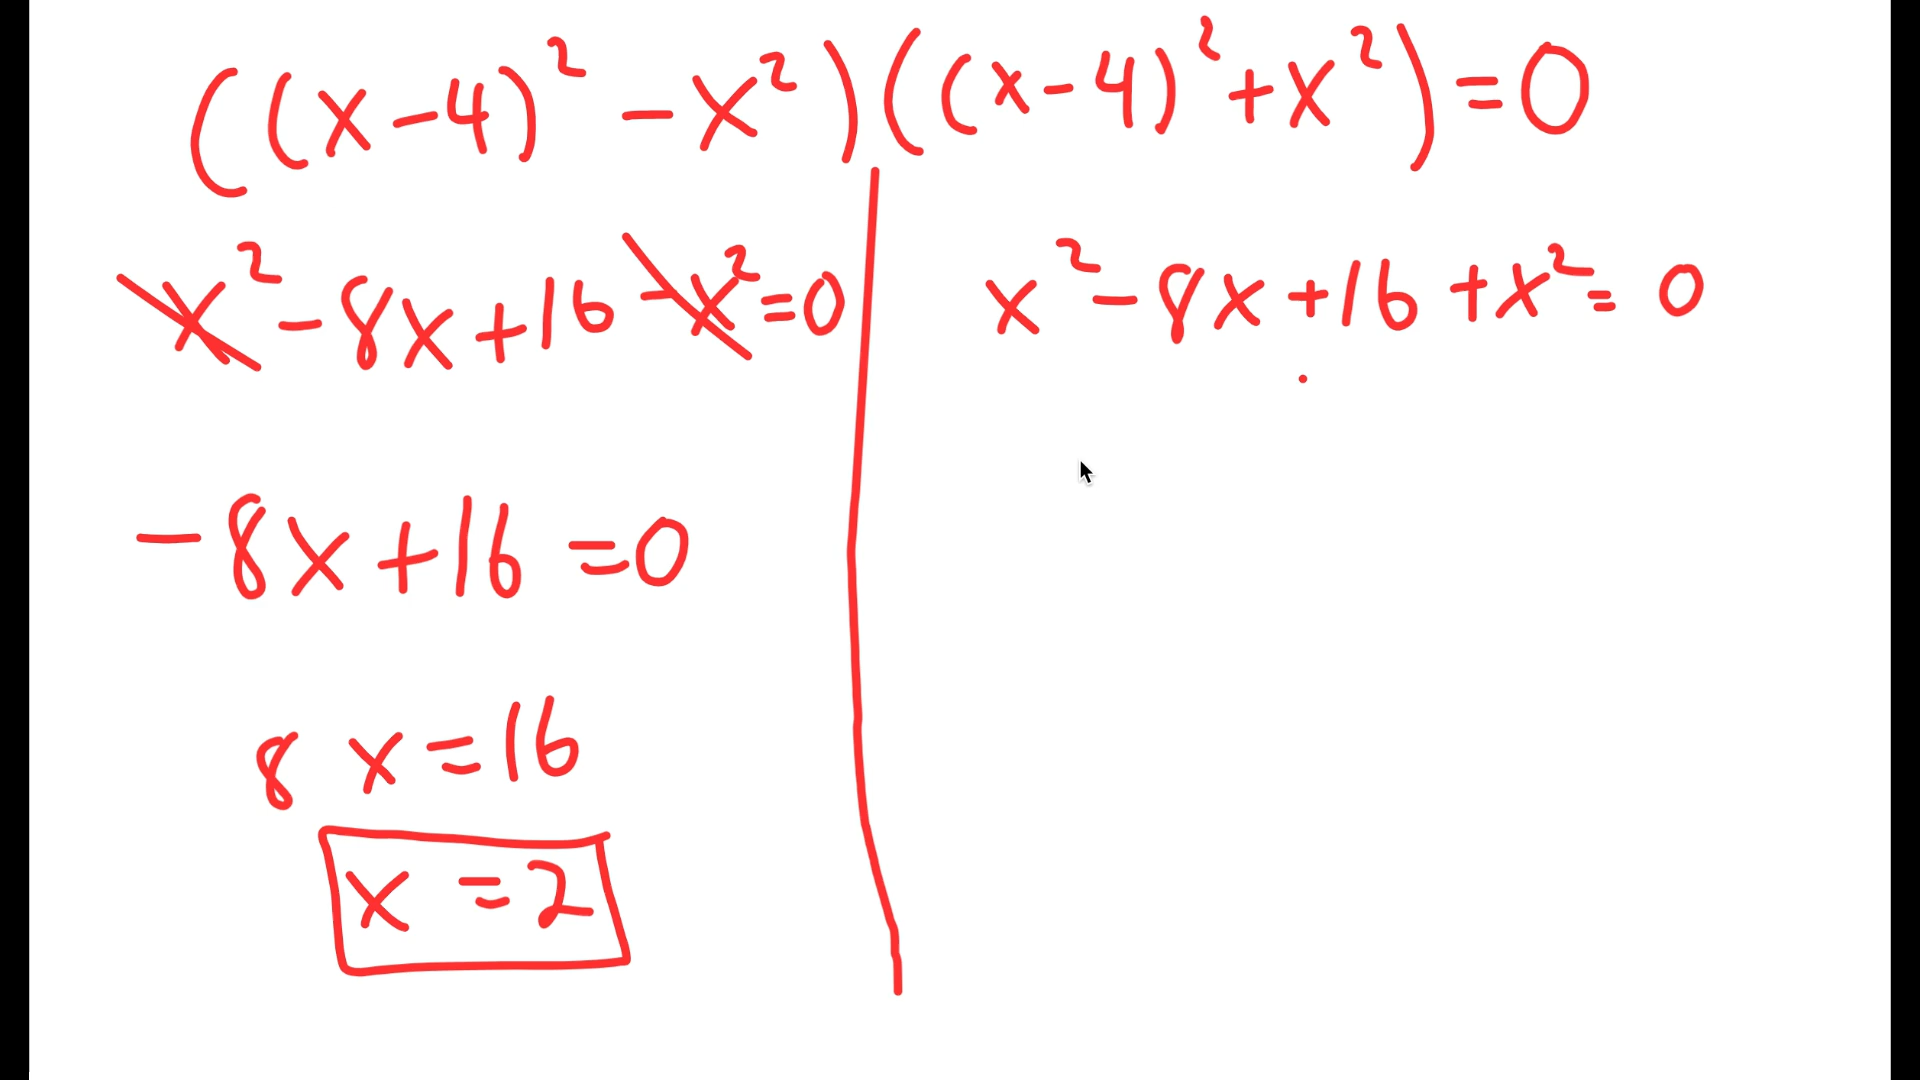 ((x-4)² - x²)((x-4)² + x²) = 0
x² - 8x + 16 - x² = 0
-8x + 16 = 0
8x = 16
x = 2
x² - 8x + 16 + x² = 0